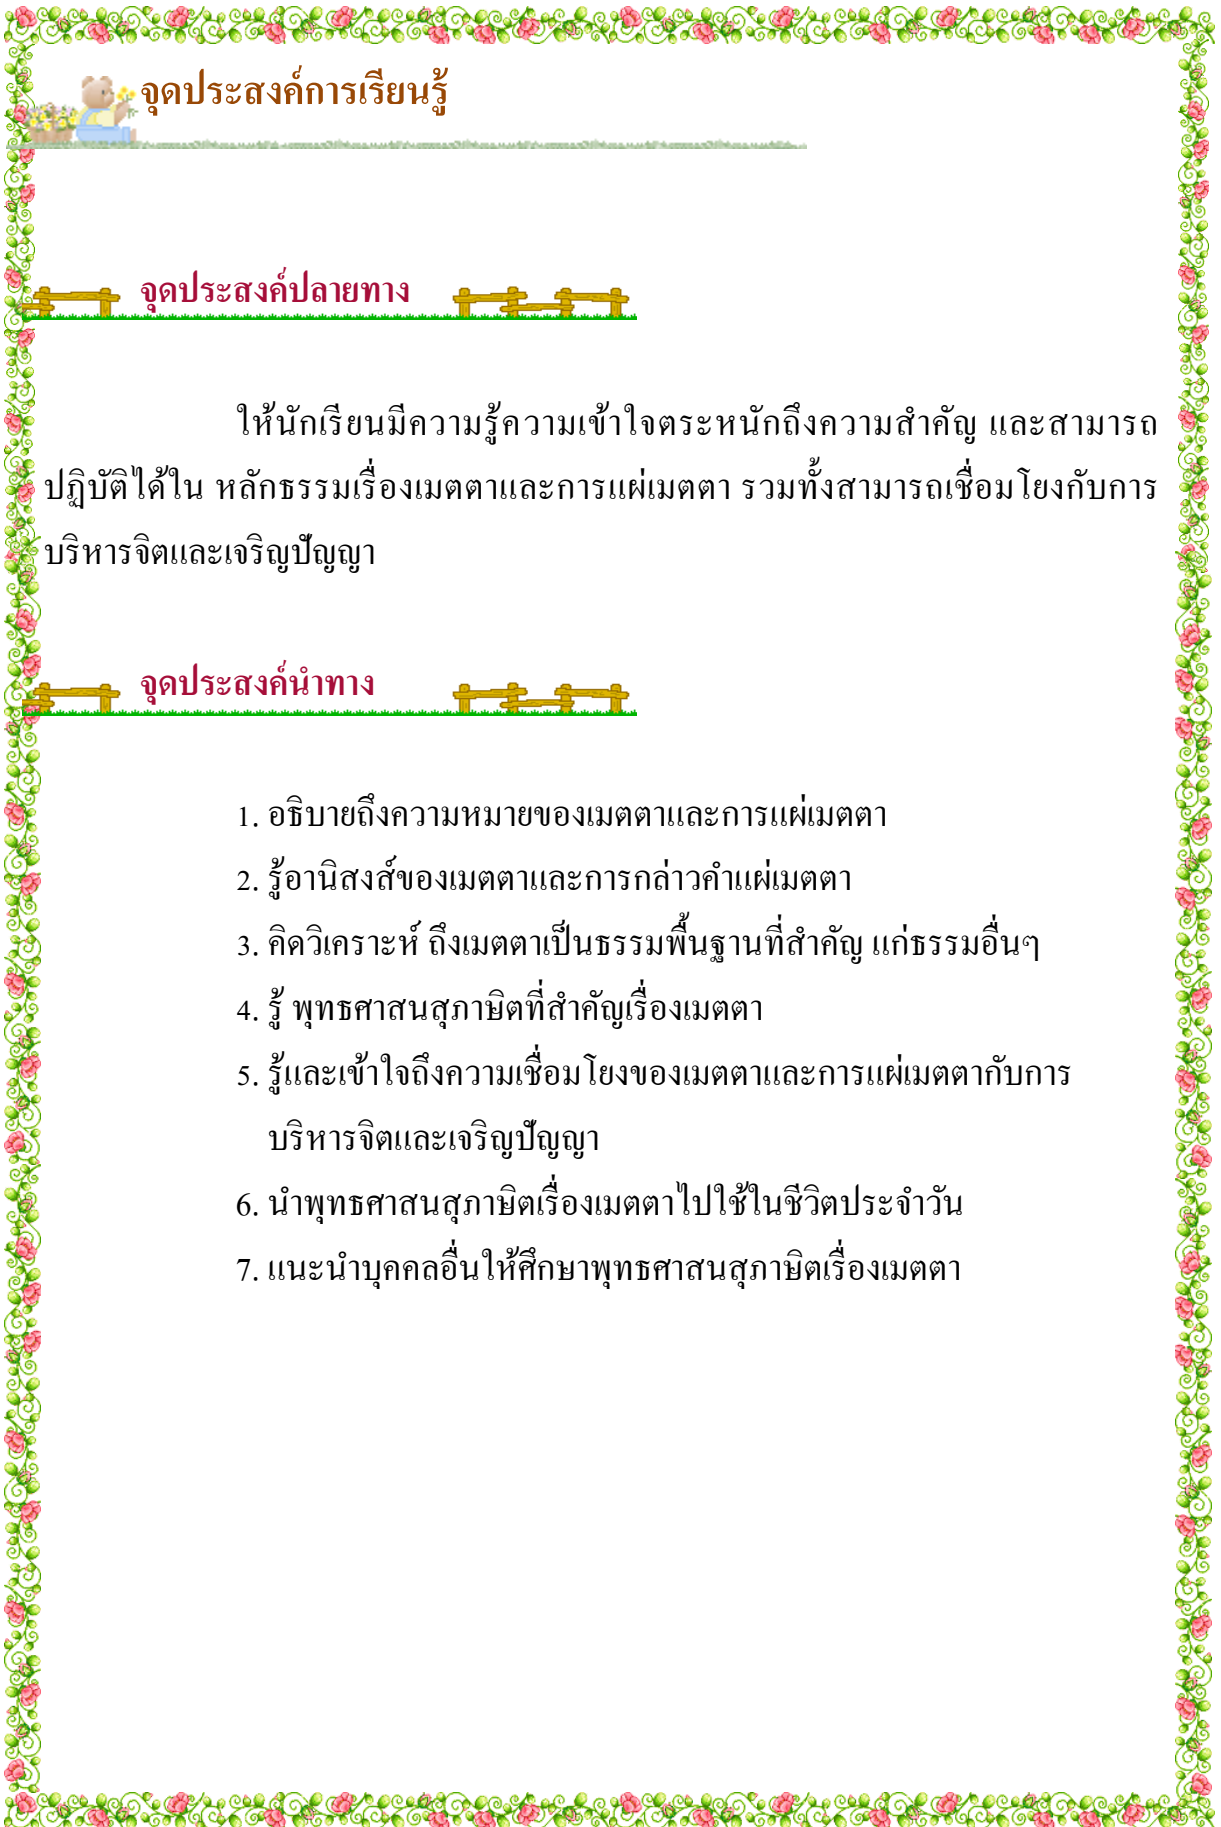 จุดประสงค์การเรียนรู้
จุดประสงค์ปลายทาง
ให้นักเรียนมีความรู้ความเข้าใจตระหนักถึงความสำคัญ และสามารถ
ปฏิบัติได้ใน หลักธรรมเรื่องเมตตาและการแผ่เมตตา รวมทั้งสามารถเชื่อมโยงกับการ
บริหารจิตและเจริญปัญญา
จุดประสงค์นำทาง
1. อธิบายถึงความหมายของเมตตาและการแผ่เมตตา
2. รู้อานิสงส์ของเมตตาและการกล่าวคำแผ่เมตตา
3. คิดวิเคราะห์ ถึงเมตตาเป็นธรรมพื้นฐานที่สำคัญ แก่ธรรมอื่นๆ
4. รู้ พุทธศาสนสุภาษิตที่สำคัญเรื่องเมตตา
5. รู้และเข้าใจถึงความเชื่อมโยงของเมตตาและการแผ่เมตตากับการ
บริหารจิตและเจริญปัญญา
6. นำพุทธศาสนสุภาษิตเรื่องเมตตาไปใช้ในชีวิตประจำวัน
7. แนะนำบุคคลอื่นให้ศึกษาพุทธศาสนสุภาษิตเรื่องเมตตา